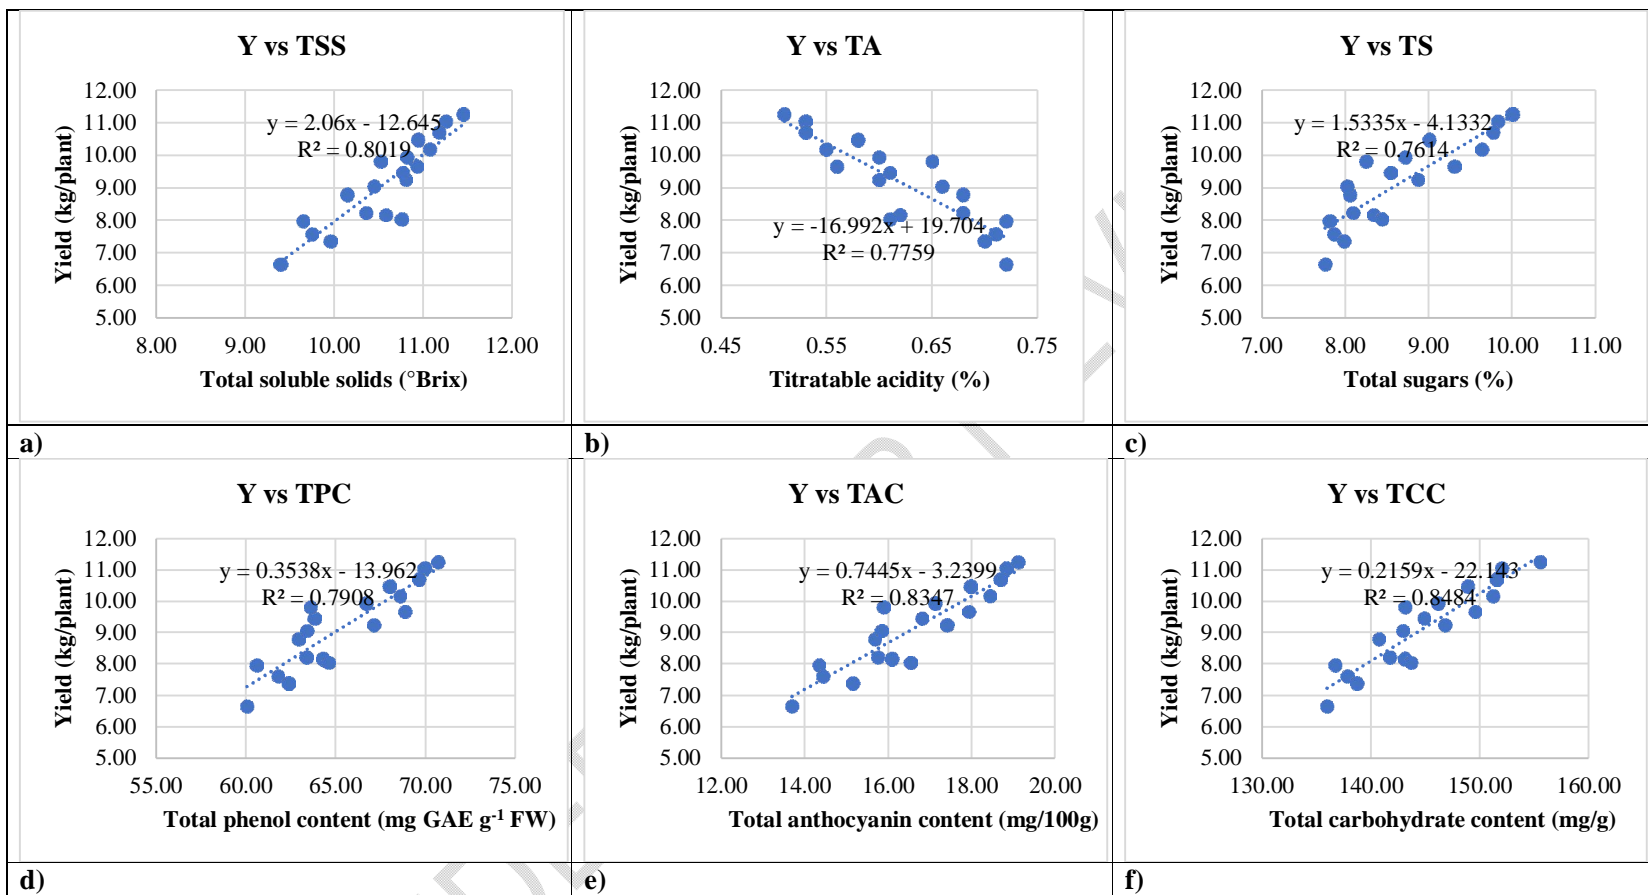 Y vs TSS
12.00
11.00
10.00
9.00
8.00
7.00
6.00
5.00
y = 2.06x - 12.645
R² = 0.8019
8.00 9.00 10.00 11.00 12.00
Yield (kg/plant)
Total soluble solids (°Brix)
a)
Y vs TA
12.00
11.00
10.00
9.00
8.00
7.00
6.00
5.00
y = -16.992x + 19.704
R² = 0.7759
0.45 0.55 0.65 0.75
Yield (kg/plant)
Titratable acidity (%)
b)
Y vs TS
12.00
11.00
10.00
9.00
8.00
7.00
6.00
5.00
y = 1.5335x - 4.1332
R² = 0.7614
7.00 8.00 9.00 10.00 11.00
Yield (kg/plant)
Total sugars (%)
c)
Y vs TPC
12.00
11.00
10.00
9.00
8.00
7.00
6.00
5.00
y = 0.3538x - 13.962
R² = 0.7908
55.00 60.00 65.00 70.00 75.00
Yield (kg/plant)
Total phenol content (mg GAE g⁻¹ FW)
d)
Y vs TAC
12.00
11.00
10.00
9.00
8.00
7.00
6.00
5.00
y = 0.7445x - 3.2399
R² = 0.8347
12.00 14.00 16.00 18.00 20.00
Yield (kg/plant)
Total anthocyanin content (mg/100g)
e)
Y vs TCC
12.00
11.00
10.00
9.00
8.00
7.00
6.00
5.00
y = 0.2159x - 22.143
R² = 0.8484
130.00 140.00 150.00 160.00
Yield (kg/plant)
Total carbohydrate content (mg/g)
f)